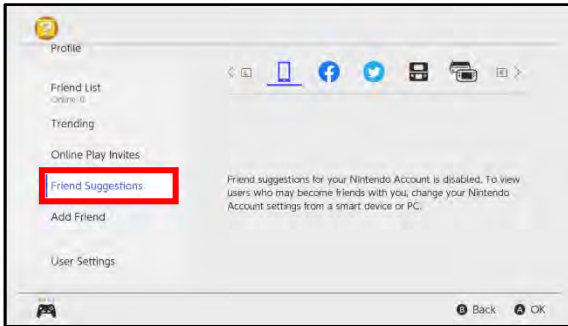 Profile
Friend List
Online: 0
Trending
Online Play Invites
Friend Suggestions
Add Friend
User Settings
L
R
Friend suggestions for your Nintendo Account is disabled. To view
users who may become friends with you, change your Nintendo
Account settings from a smart device or PC.
B Back A OK